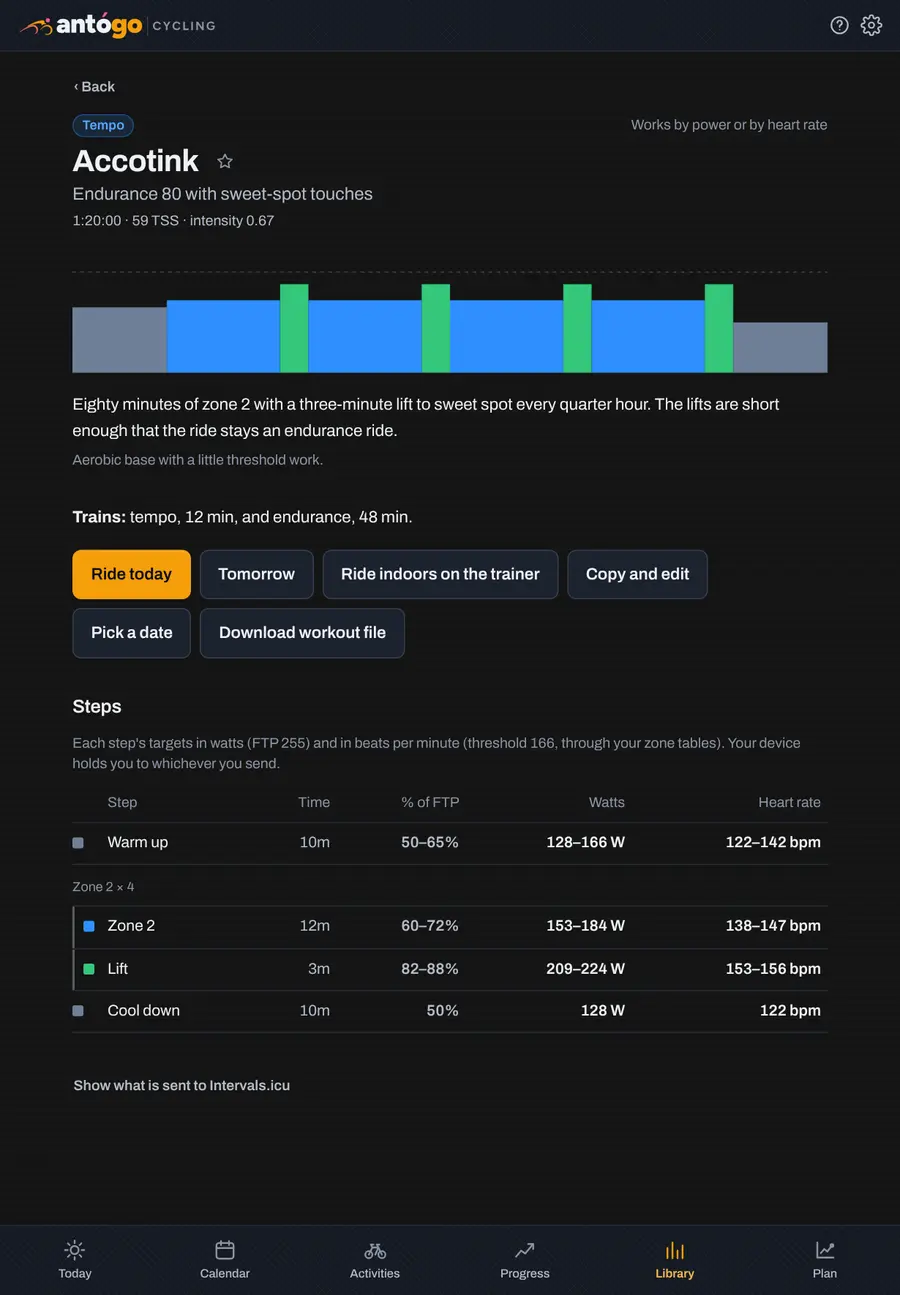 antógo CYCLING
‹ Back
Tempo
Works by power or by heart rate
Accotink
Endurance 80 with sweet-spot touches
1:20:00 · 59 TSS · intensity 0.67
Eighty minutes of zone 2 with a three-minute lift to sweet spot every quarter hour. The lifts are short
enough that the ride stays an endurance ride.
Aerobic base with a little threshold work.
Trains: tempo, 12 min, and endurance, 48 min.
Ride today Tomorrow Ride indoors on the trainer Copy and edit
Pick a date Download workout file
Steps
Each step's targets in watts (FTP 255) and in beats per minute (threshold 166, through your zone tables). Your device
holds you to whichever you send.
Step Time % of FTP Watts Heart rate
Warm up 10m 50–65% 128–166 W 122–142 bpm
Zone 2 × 4
Zone 2 12m 60–72% 153–184 W 138–147 bpm
Lift 3m 82–88% 209–224 W 153–156 bpm
Cool down 10m 50% 128 W 122 bpm
Show what is sent to Intervals.icu
Today Calendar Activities Progress Library Plan